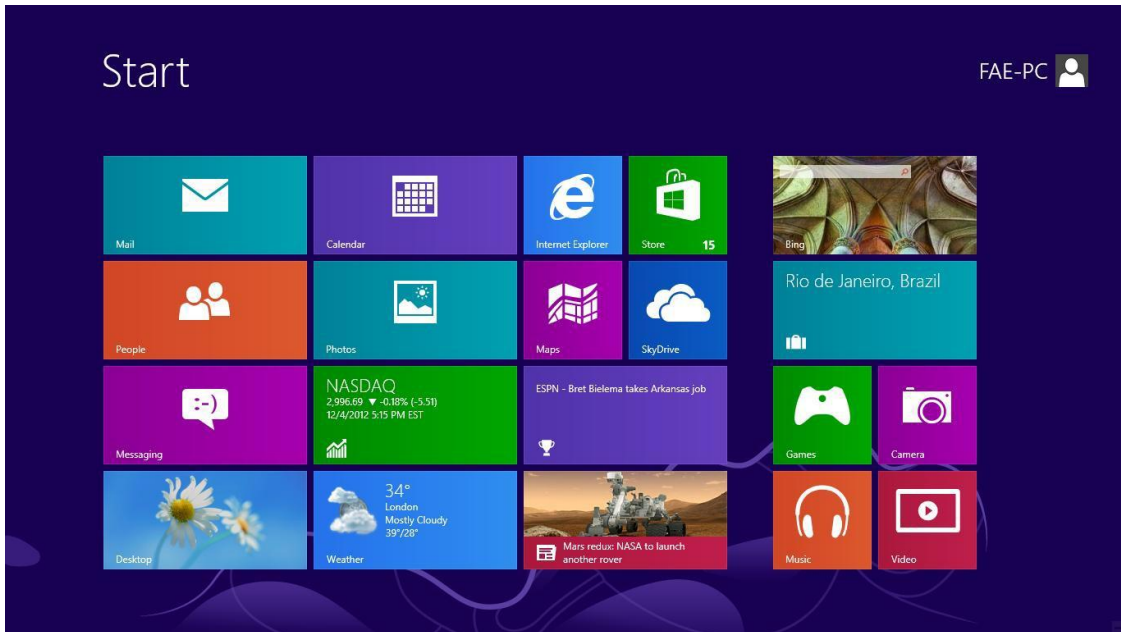 Start
FAE-PC
Mail
Calendar
Internet Explorer
Store 15
Bing
People
Photos
Maps
SkyDrive
Rio de Janeiro, Brazil
Messaging
NASDAQ
2,996.69 ▼ -0.18% (-5.51)
12/4/2012 5:15 PM EST
ESPN - Bret Bielema takes Arkansas job
Games
Camera
Desktop
34°
London
Mostly Cloudy
39°/28°
Weather
Mars redux: NASA to launch
another rover
Music
Video